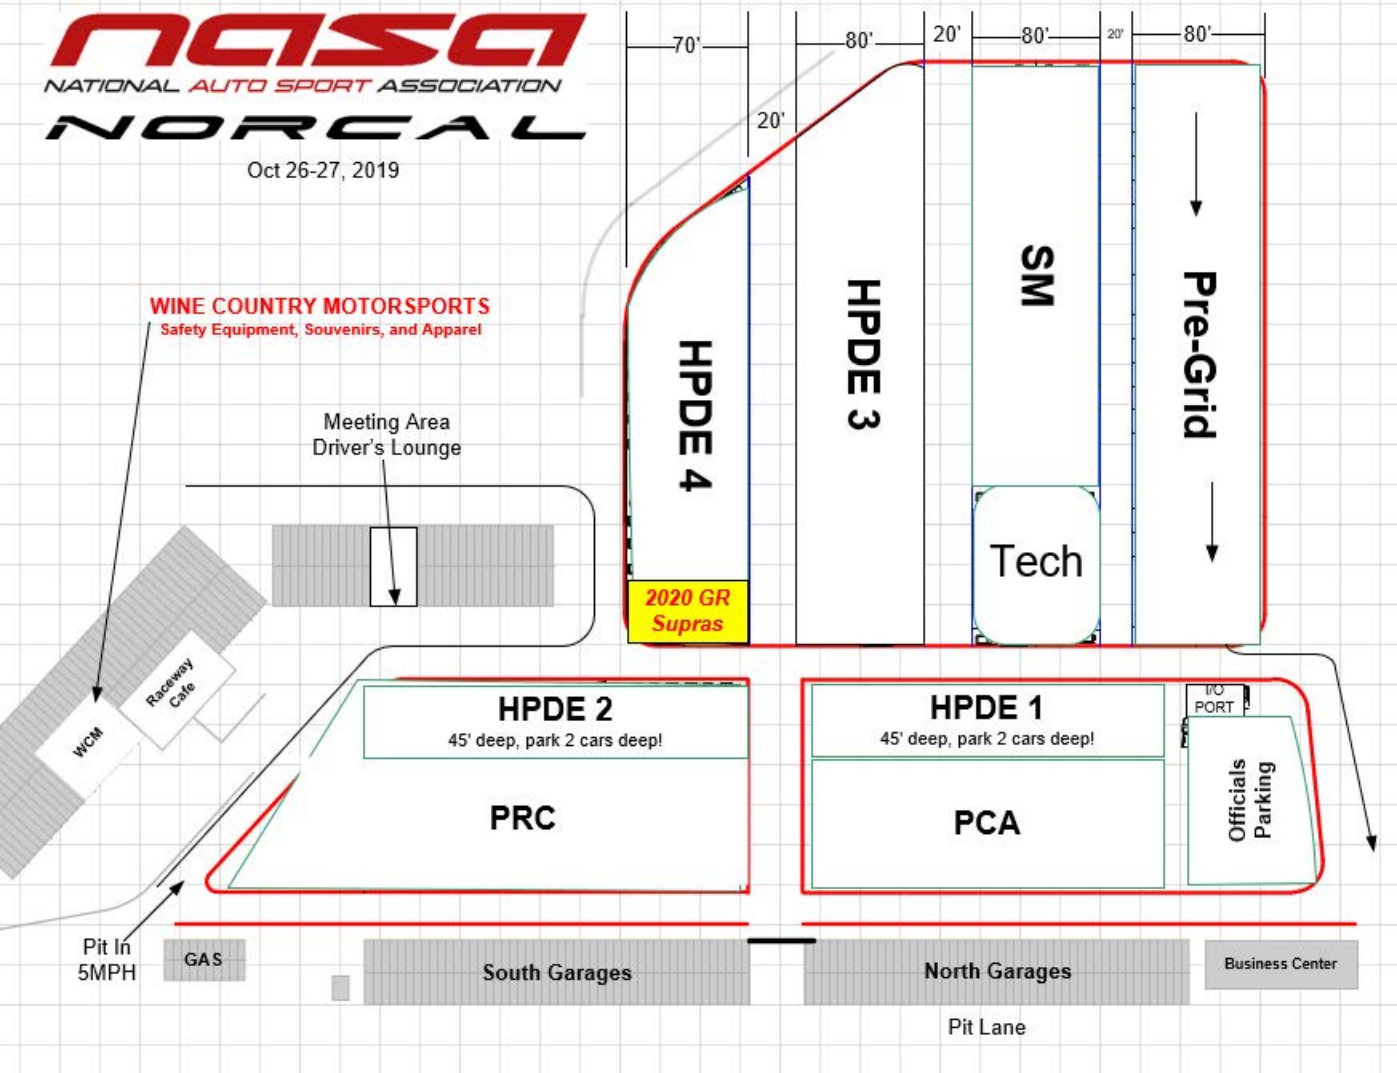 nasa
NATIONAL AUTO SPORT ASSOCIATION
NORCAL
Oct 26-27, 2019
70'
20'
80'
20'
80'
20'
80'
WINE COUNTRY MOTORSPORTS
Safety Equipment, Souvenirs, and Apparel
Meeting Area
Driver's Lounge
HPDE 4
HPDE 3
SM
Pre-Grid
Tech
2020 GR
Supras
Raceway
Cafe
WCM
HPDE 2
45' deep, park 2 cars deep!
PRC
HPDE 1
45' deep, park 2 cars deep!
PCA
I/O
PORT
Officials
Parking
Pit In
5MPH
GAS
South Garages
North Garages
Business Center
Pit Lane